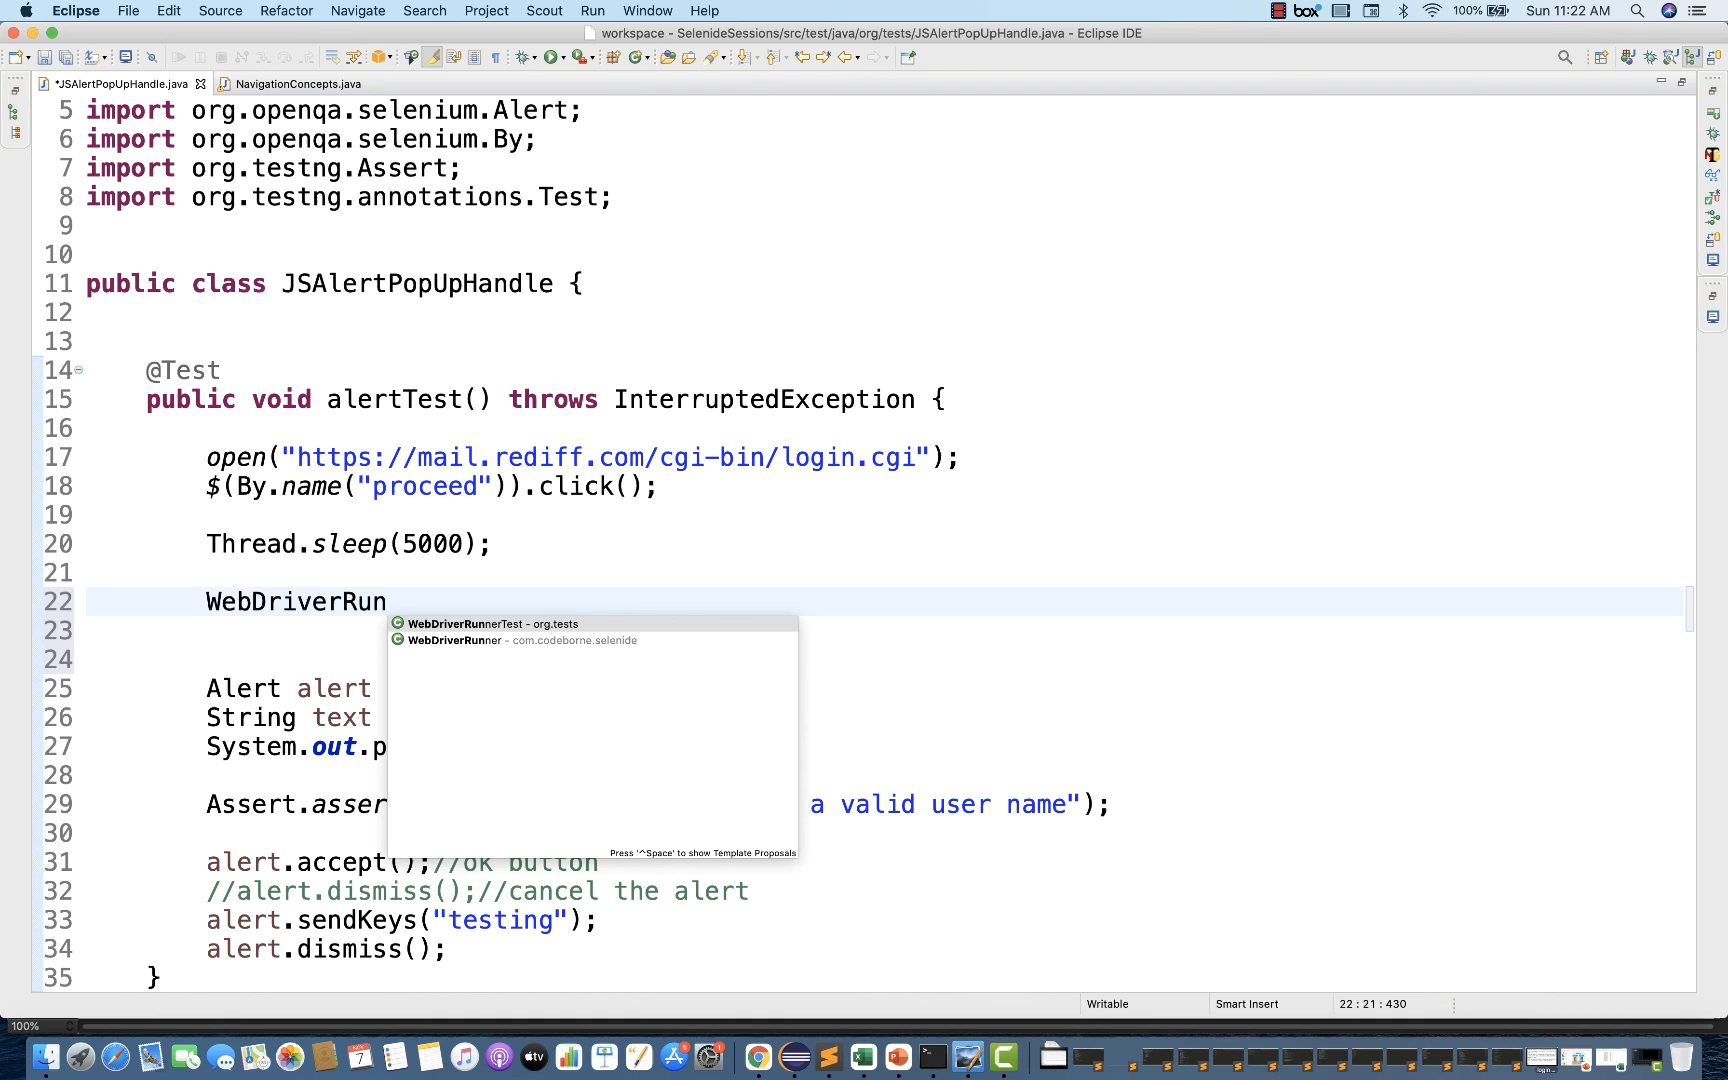 Eclipse File Edit Source Refactor Navigate Search Project Scout Run Window Help box 100% Sun 11:22 AM
workspace - SelenideSessions/src/test/java/org/tests/JSAlertPopUpHandle.java - Eclipse IDE
*JSAlertPopUpHandle.java NavigationConcepts.java
5 import org.openqa.selenium.Alert;
6 import org.openqa.selenium.By;
7 import org.testng.Assert;
8 import org.testng.annotations.Test;
9
10
11 public class JSAlertPopUpHandle {
12
13
14 @Test
15 public void alertTest() throws InterruptedException {
16
17 open("https://mail.rediff.com/cgi-bin/login.cgi");
18 $(By.name("proceed")).click();
19
20 Thread.sleep(5000);
21
22 WebDriverRun
WebDriverRunnerTest - org.tests
23
WebDriverRunner - com.codeborne.selenide
24
25 Alert alert
26 String text
27 System.out.p
28
29 Assert.asser a valid user name");
30
Press '^Space' to show Template Proposals
31 alert.accept();//ok button
32 //alert.dismiss();//cancel the alert
33 alert.sendKeys("testing");
34 alert.dismiss();
35 }
Writable Smart Insert 22 : 21 : 430
100%